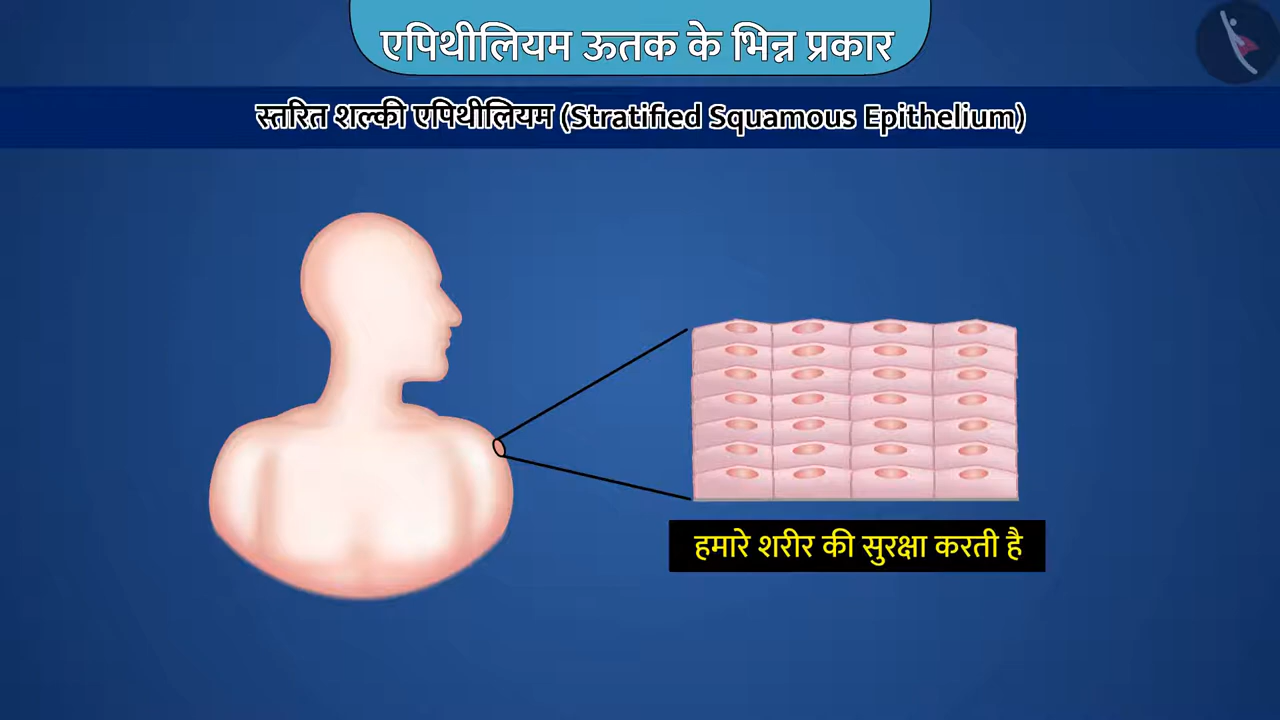 एपिथीलियम ऊतक के भिन्न प्रकार
स्तरित शल्की एपिथीलियम (Stratified Squamous Epithelium)
हमारे शरीर की सुरक्षा करती है